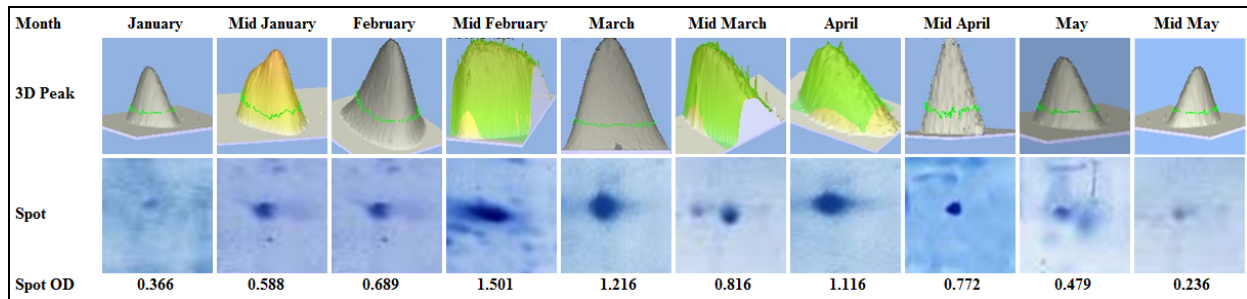 Month January Mid January February Mid February March Mid March April Mid April May Mid May
3D Peak
Spot
Spot OD 0.366 0.588 0.689 1.501 1.216 0.816 1.116 0.772 0.479 0.236